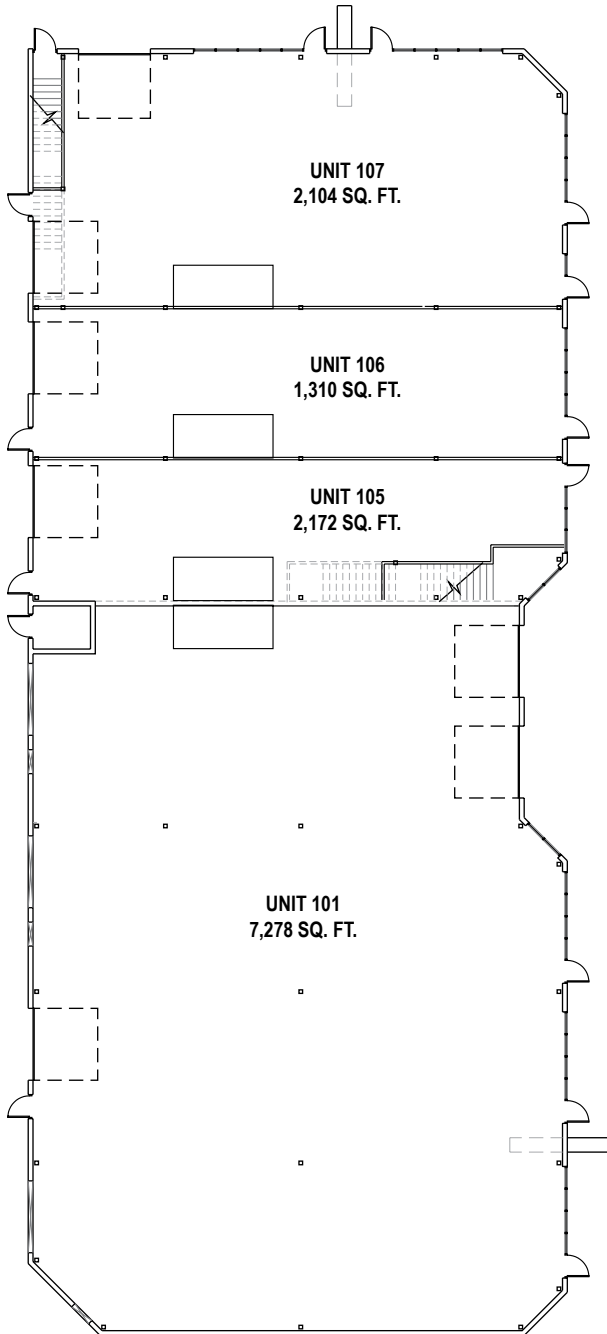 UNIT 107
2,104 SQ. FT.
UNIT 106
1,310 SQ. FT.
UNIT 105
2,172 SQ. FT.
UNIT 101
7,278 SQ. FT.